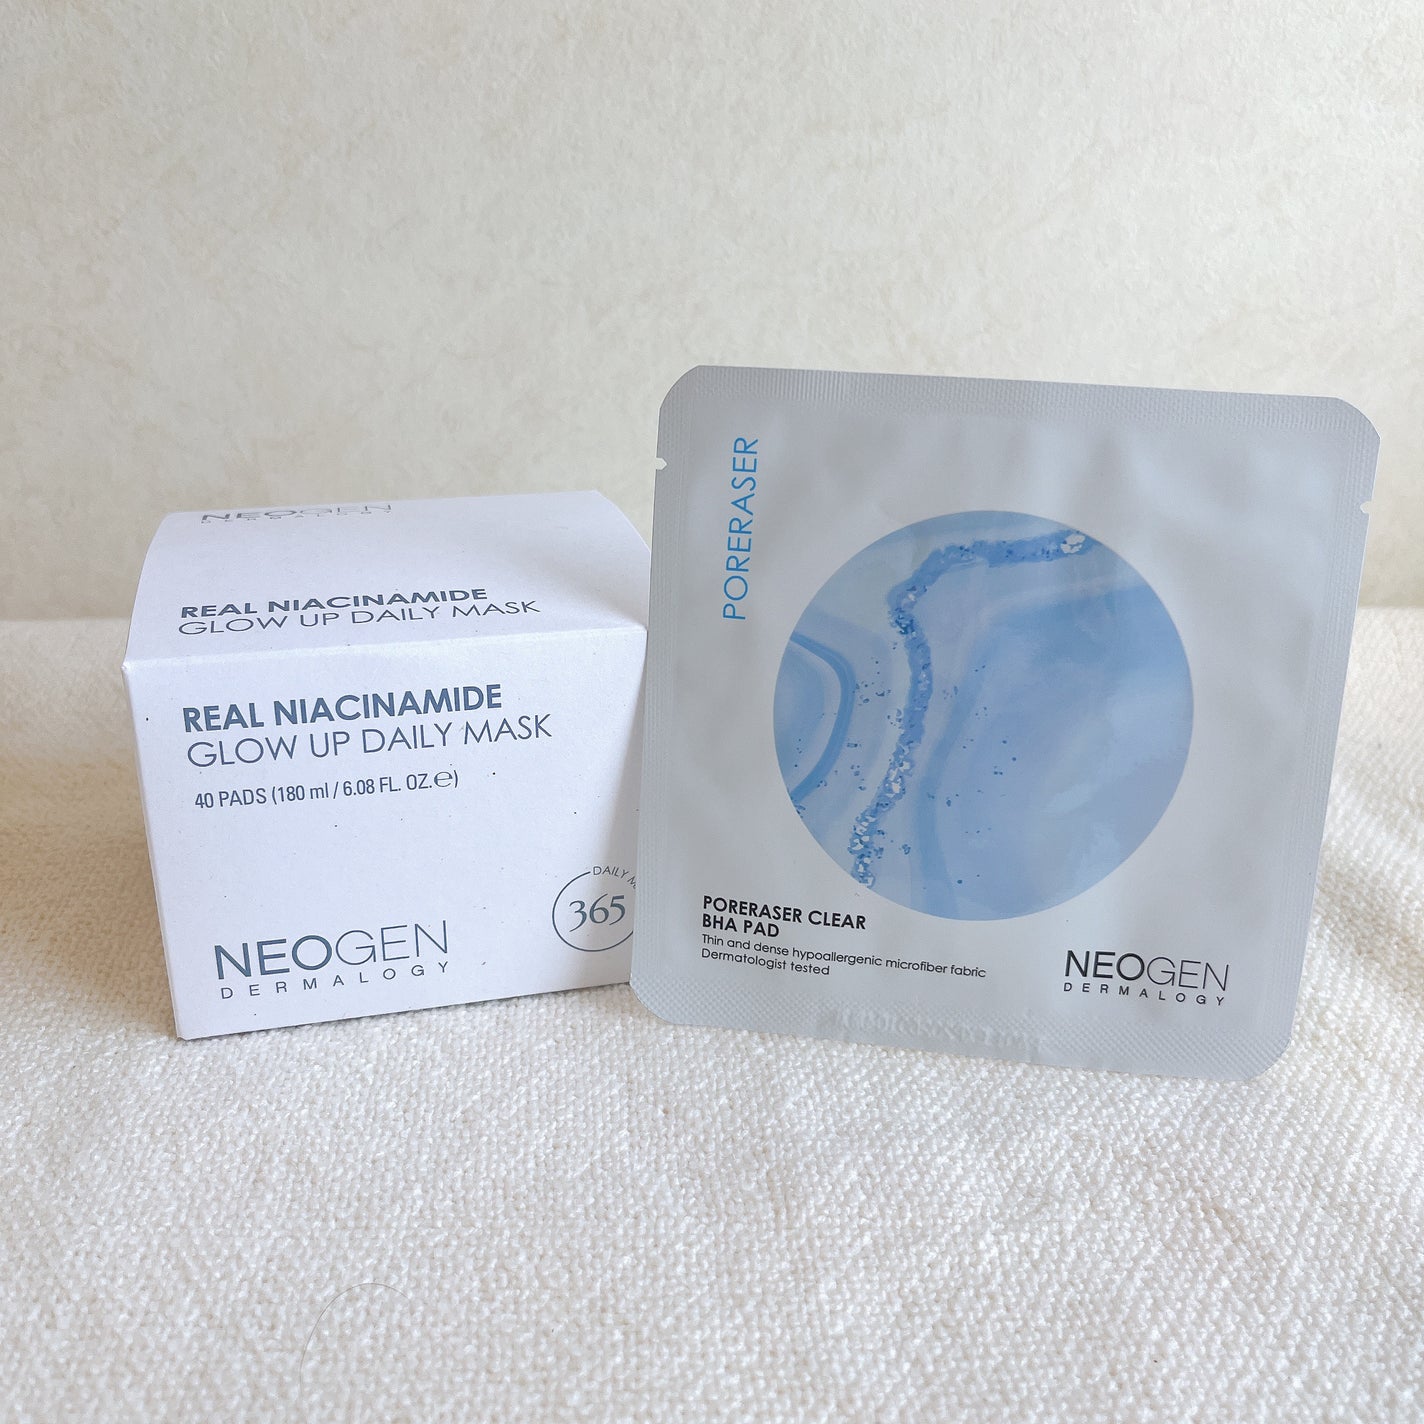 NEOGEN
DERMALOGY
REAL NIACINAMIDE
GLOW UP DAILY MASK
REAL NIACINAMIDE
GLOW UP DAILY MASK
40 PADS (180 ml / 6.08 FL. OZ.℮)
DAILY
365
NEOGEN
DERMALOGY
PORERASER
PORERASER CLEAR
BHA PAD
Thin and dense hypoallergenic microfiber fabric
Dermatologist tested
NEOGEN
DERMALOGY